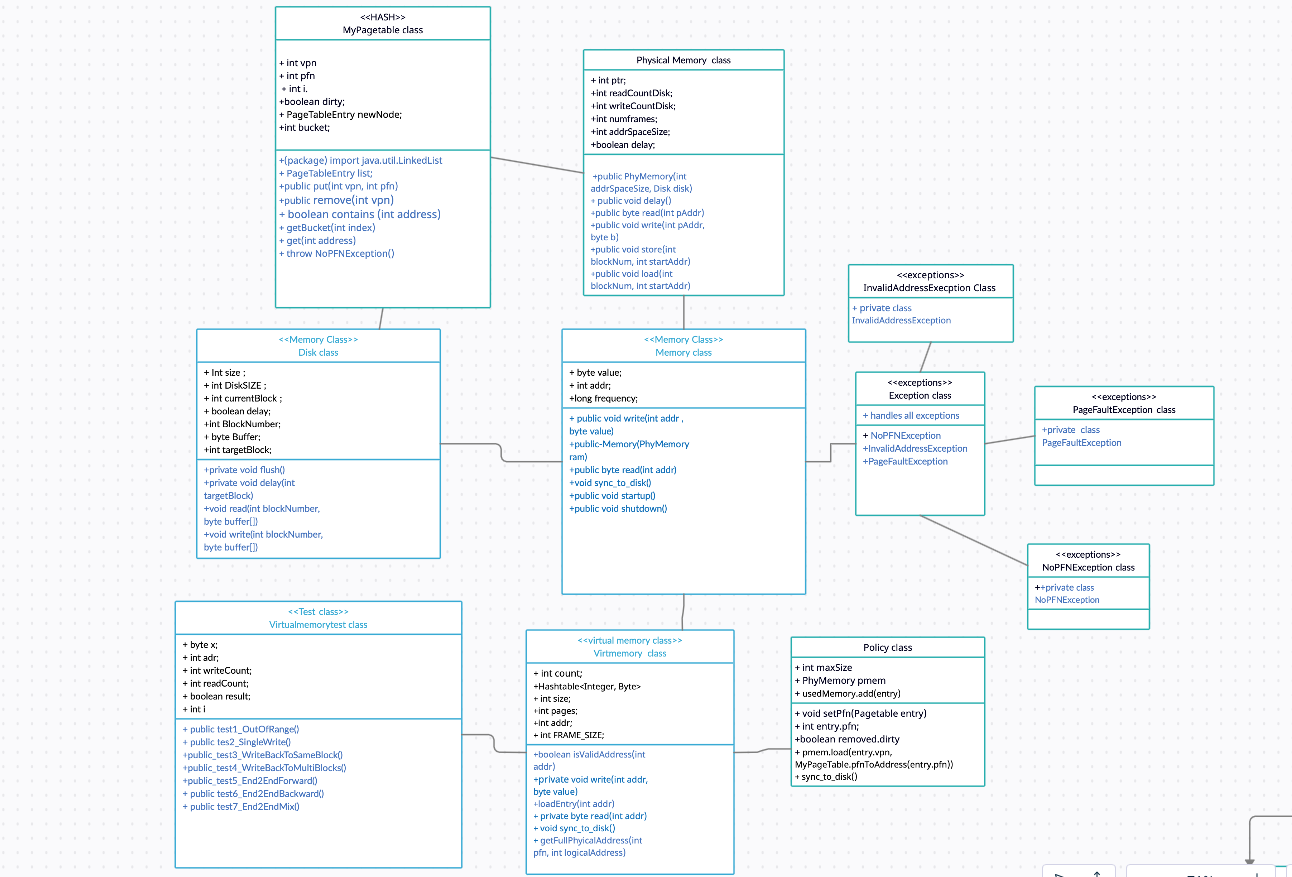 <<HASH>>
MyPagetable class
+ int vpn
+ int pfn
+ int i.
+boolean dirty;
+ PageTableEntry newNode;
+int bucket;
+(package) import java.util.LinkedList
+ PageTableEntry list;
+public put(int vpn, int pfn)
+public remove(int vpn)
+ boolean contains (int address)
+ getBucket(int index)
+ get(int address)
+ throw NoPFNException()
Physical Memory class
+ int ptr;
+int readCountDisk;
+int writeCountDisk;
+int numframes;
+int addrSpaceSize;
+boolean delay;
+public PhyMemory(int
addrSpaceSize, Disk disk)
+ public void delay()
+public byte read(int pAddr)
+public void write(int pAddr,
byte b)
+public void store(int
blockNum, int startAddr)
+public void load(int
blockNum, int startAddr)
<<exceptions>>
InvalidAddressExecption Class
+ private class
InvalidAddressException
<<Memory Class>>
Disk class
+ Int size ;
+ int DiskSIZE ;
+ int currentBlock ;
+ boolean delay;
+int BlockNumber;
+ byte Buffer;
+int targetBlock;
+private void flush()
+private void delay(int
targetBlock)
+void read(int blockNumber,
byte buffer[])
+void write(int blockNumber,
byte buffer[])
<<Memory Class>>
Memory class
+ byte value;
+ int addr;
+long frequency;
+ public void write(int addr ,
byte value)
+public-Memory(PhyMemory
ram)
+public byte read(int addr)
+void sync_to_disk()
+public void startup()
+public void shutdown()
<<exceptions>>
Exception class
+ handles all exceptions
+ NoPFNException
+InvalidAddressException
+PageFaultException
<<exceptions>>
PageFaultException class
+private class
PageFaultException
<<exceptions>>
NoPFNException class
++private class
NoPFNException
<<Test class>>
Virtualmemorytest class
+ byte x;
+ int adr;
+ int writeCount;
+ int readCount;
+ boolean result;
+ int i
+ public test1_OutOfRange()
+ public tes2_SingleWrite()
+public_test3_WriteBackToSameBlock()
+public_test4_WriteBackToMultiBlocks()
+public_test5_End2EndForward()
+ public test6_End2EndBackward()
+ public test7_End2EndMix()
<<virtual memory class>>
Virtmemory class
+ int count;
+Hashtable<Integer, Byte>
+ int size;
+int pages;
+int addr;
+ int FRAME_SIZE;
+boolean isValidAddress(int
addr)
+private void write(int addr,
byte value)
+loadEntry(int addr)
+ private byte read(int addr)
+ void sync_to_disk()
+ getFullPhyicalAddress(int
pfn, int logicalAddress)
Policy class
+ int maxSize
+ PhyMemory pmem
+ usedMemory.add(entry)
+ void setPfn(Pagetable entry)
+ int entry.pfn;
+boolean removed.dirty
+ pmem.load(entry.vpn,
MyPageTable.pfnToAddress(entry.pfn))
+ sync_to_disk()